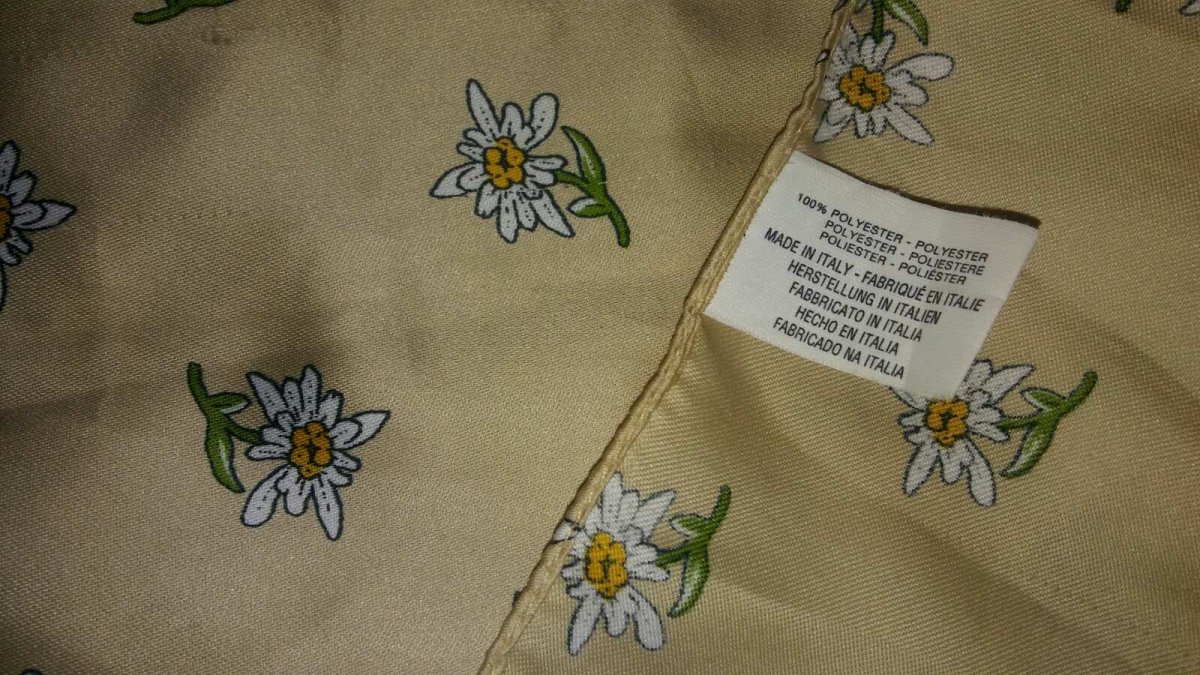 100% POLYESTER - POLYESTER
POLYESTER - POLIESTERE
POLIESTER - POLIÉSTER
MADE IN ITALY - FABRIQUÉ EN ITALIE
HERSTELLUNG IN ITALIEN
FABBRICATO IN ITALIA
HECHO EN ITALIA
FABRICADO NA ITALIA